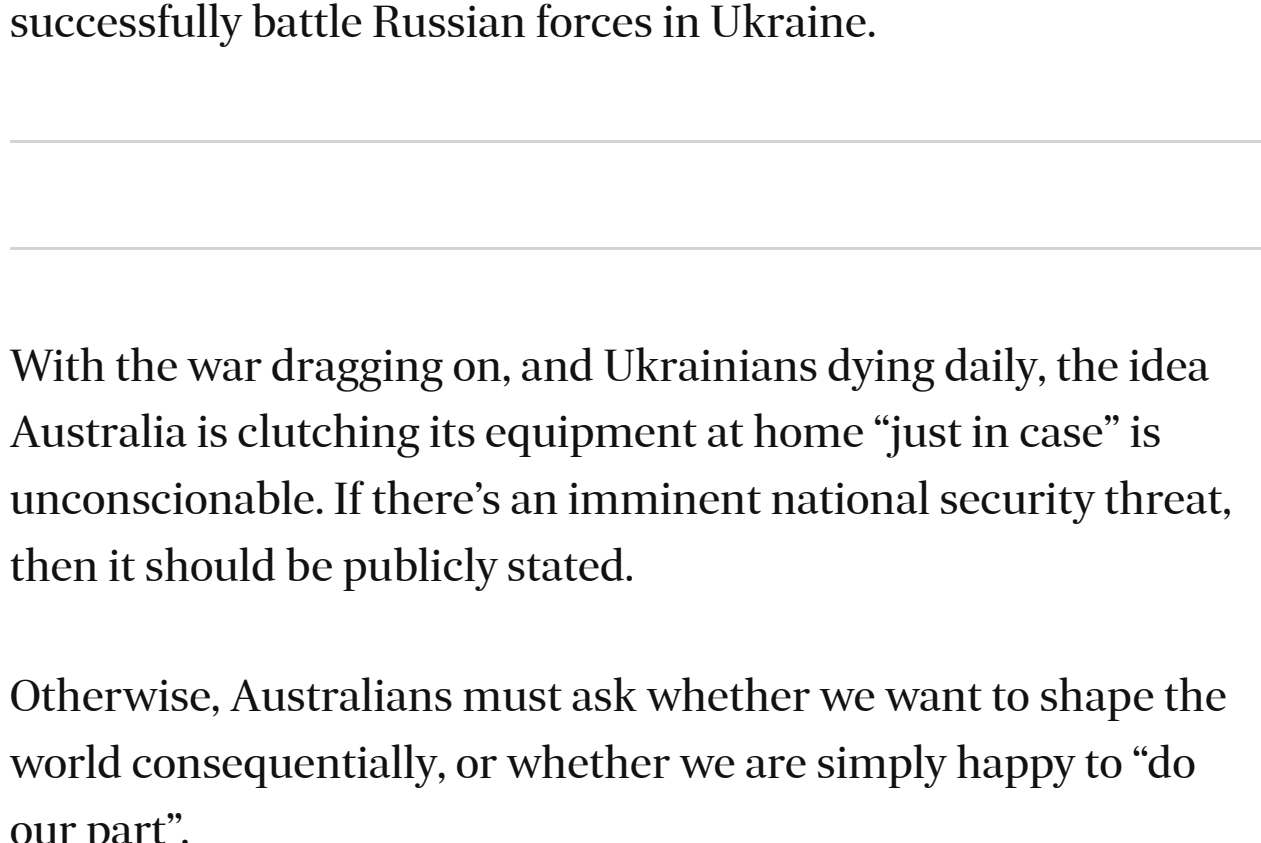 successfully battle Russian forces in Ukraine.
With the war dragging on, and Ukrainians dying daily, the idea
Australia is clutching its equipment at home “just in case” is
unconscionable. If there’s an imminent national security threat,
then it should be publicly stated.
Otherwise, Australians must ask whether we want to shape the
world consequentially, or whether we are simply happy to “do
our part”.